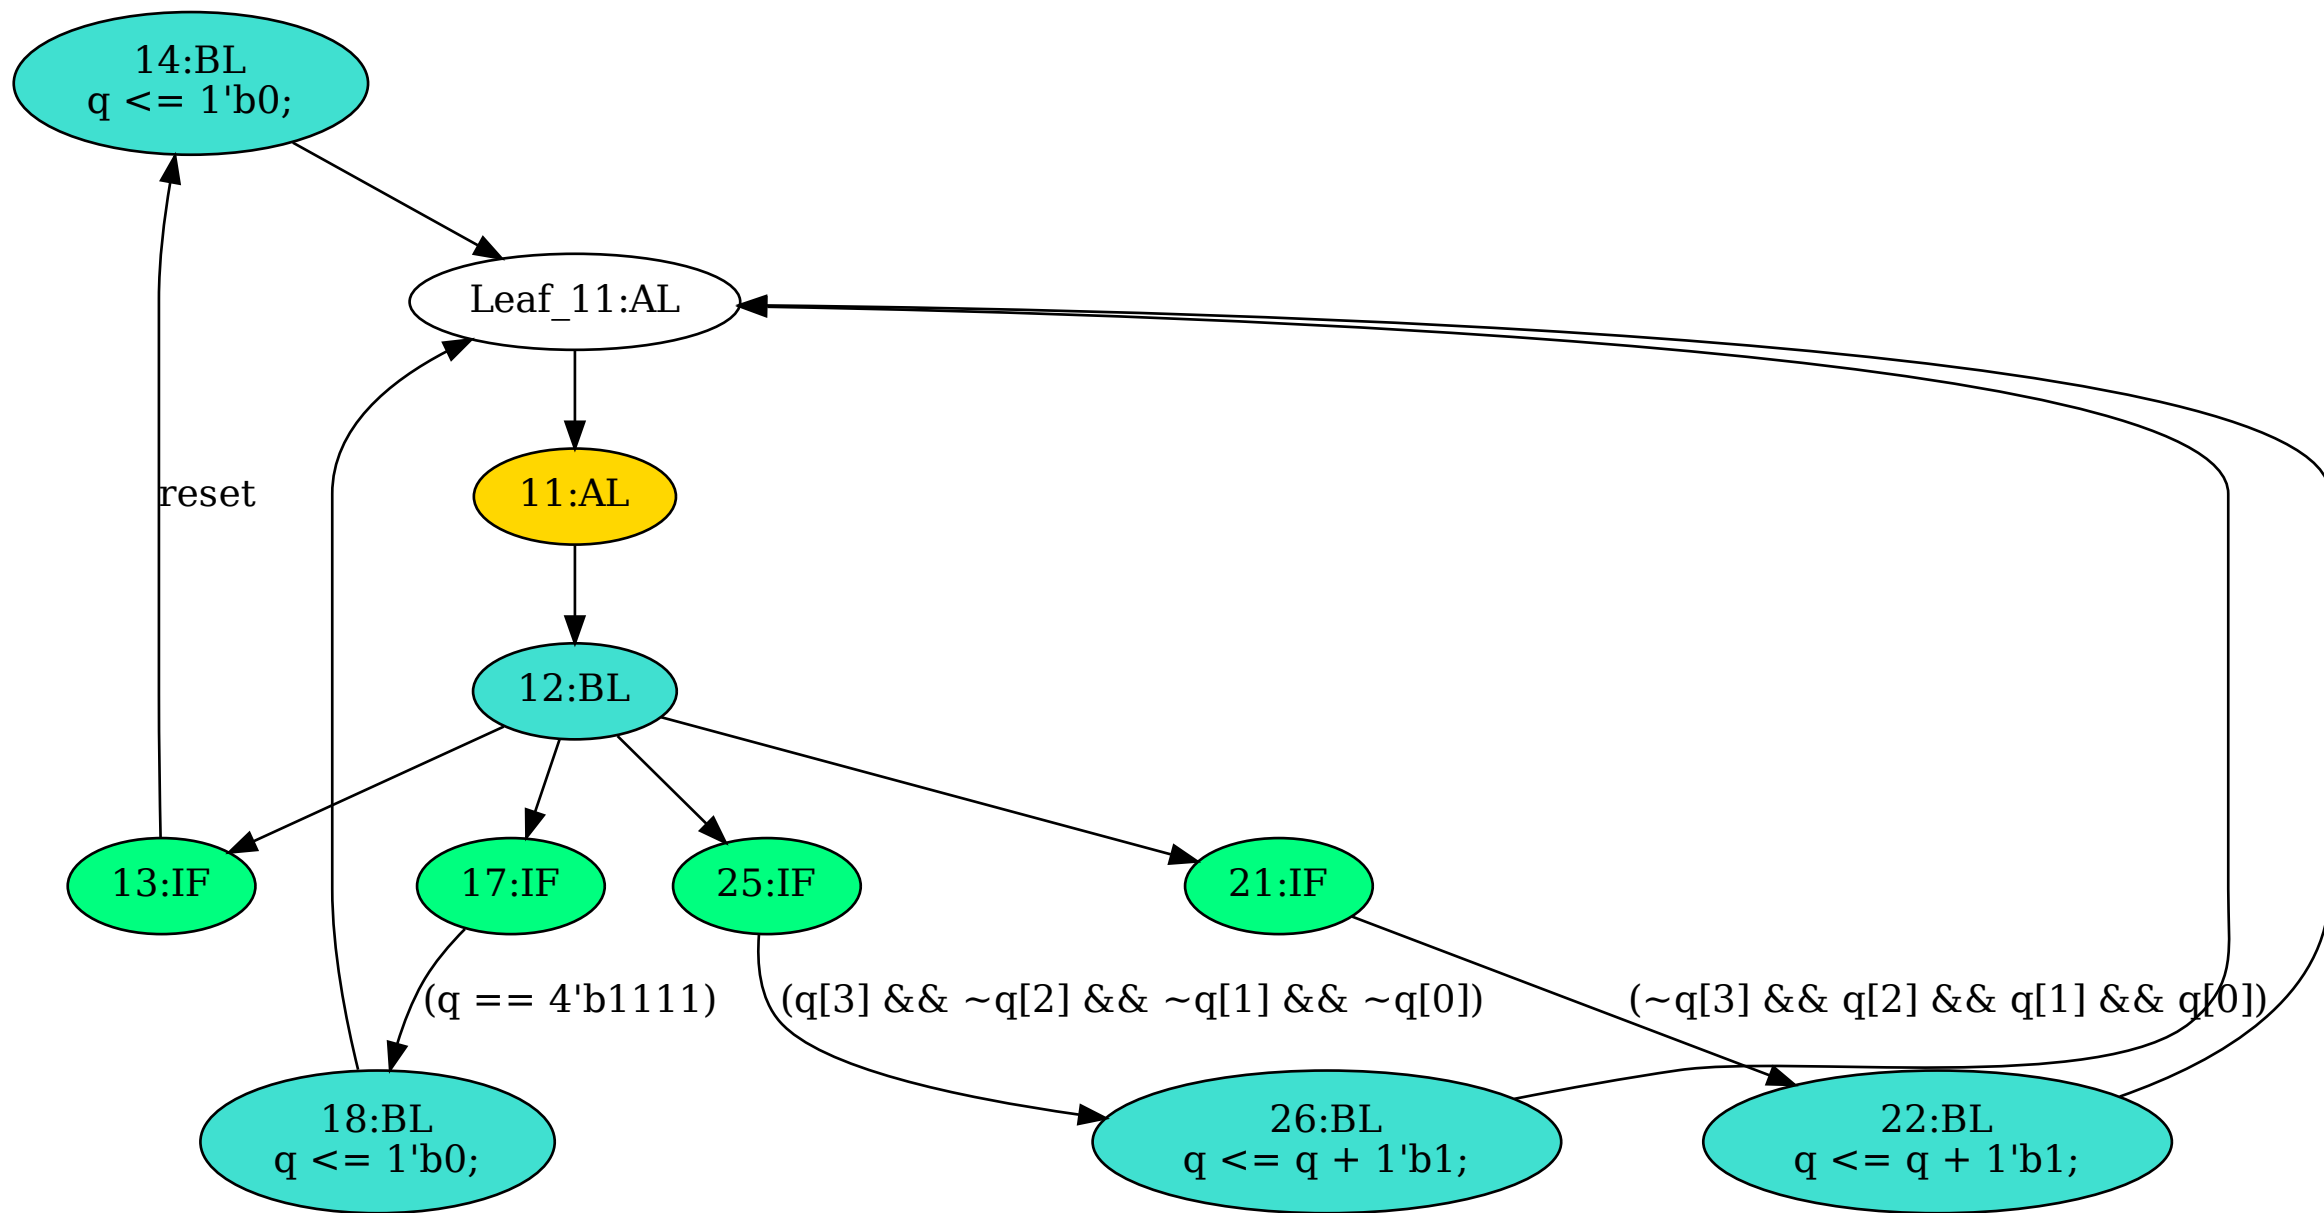 14:BL
q <= 1'b0;
Leaf_11:AL
reset
11:AL
12:BL
13:IF
17:IF
25:IF
21:IF
(q == 4'b1111)
(q[3] && ~q[2] && ~q[1] && ~q[0])
(~q[3] && q[2] && q[1] && q[0])
18:BL
q <= 1'b0;
26:BL
q <= q + 1'b1;
22:BL
q <= q + 1'b1;